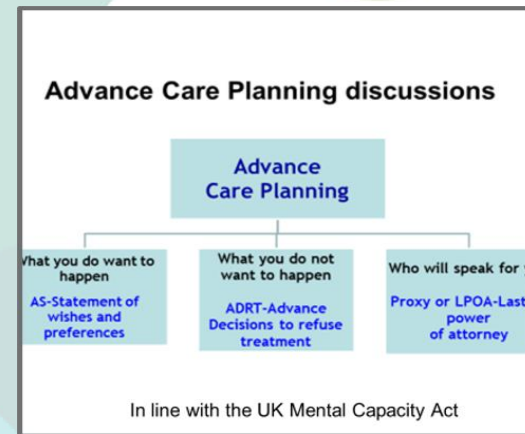 Advance Care Planning discussions
Advance
Care Planning
What you do want to
happen
AS-Statement of
wishes and
preferences
What you do not
want to happen
ADRT-Advance
Decisions to refuse
treatment
Who will speak for
Proxy or LPOA-Last
power
of attorney
In line with the UK Mental Capacity Act